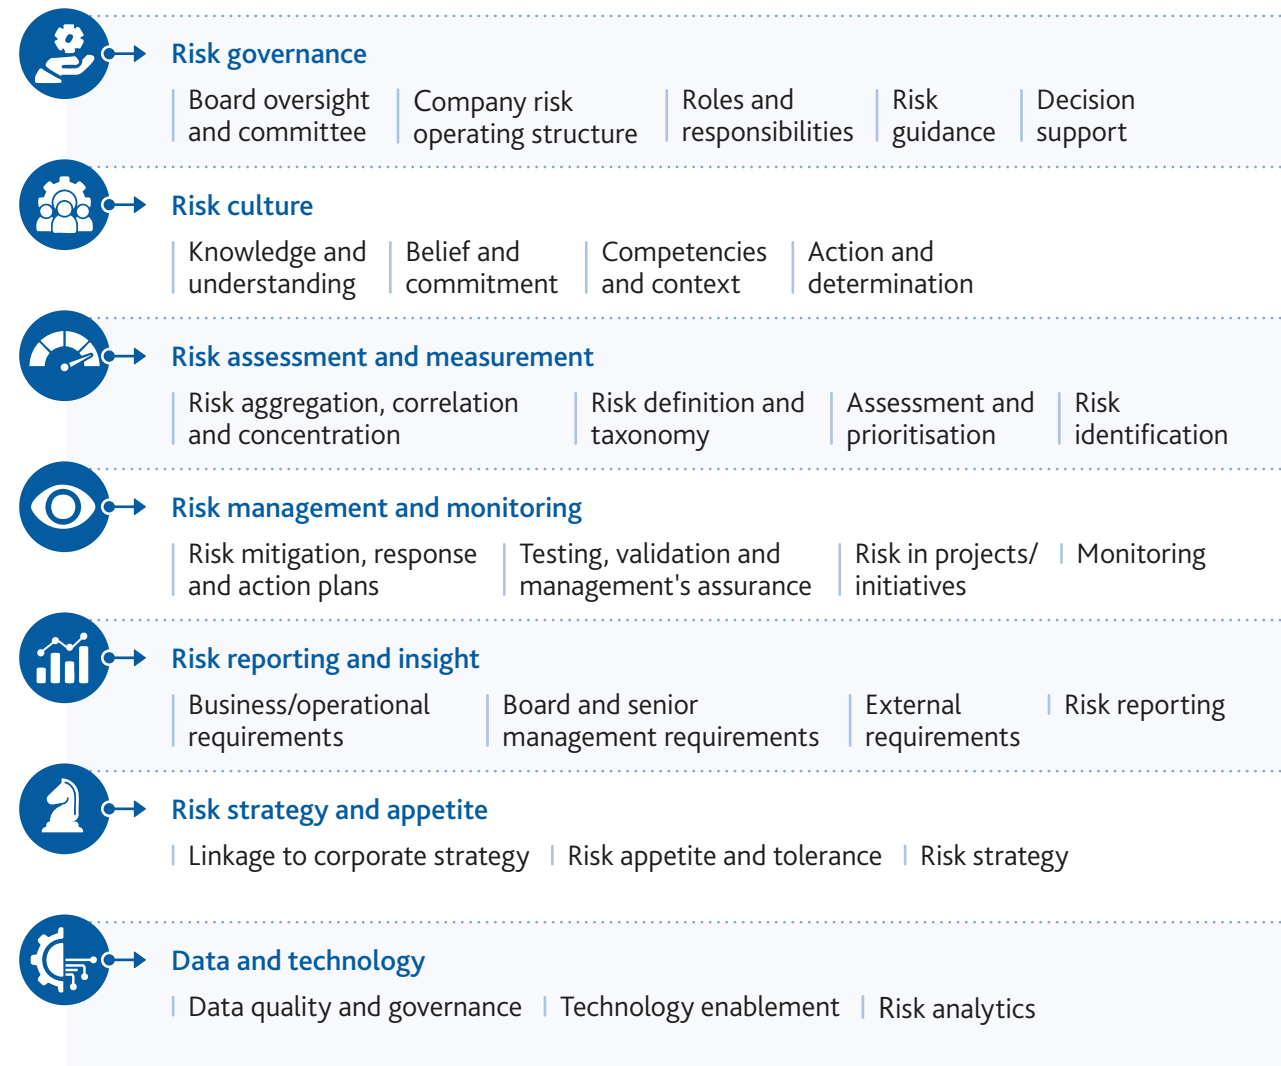 Risk governance
Board oversight and committee
Company risk operating structure
Roles and responsibilities
Risk guidance
Decision support
Risk culture
Knowledge and understanding
Belief and commitment
Competencies and context
Action and determination
Risk assessment and measurement
Risk aggregation, correlation and concentration
Risk definition and taxonomy
Assessment and prioritisation
Risk identification
Risk management and monitoring
Risk mitigation, response and action plans
Testing, validation and management's assurance
Risk in projects/ initiatives
Monitoring
Risk reporting and insight
Business/operational requirements
Board and senior management requirements
External requirements
Risk reporting
Risk strategy and appetite
Linkage to corporate strategy
Risk appetite and tolerance
Risk strategy
Data and technology
Data quality and governance
Technology enablement
Risk analytics